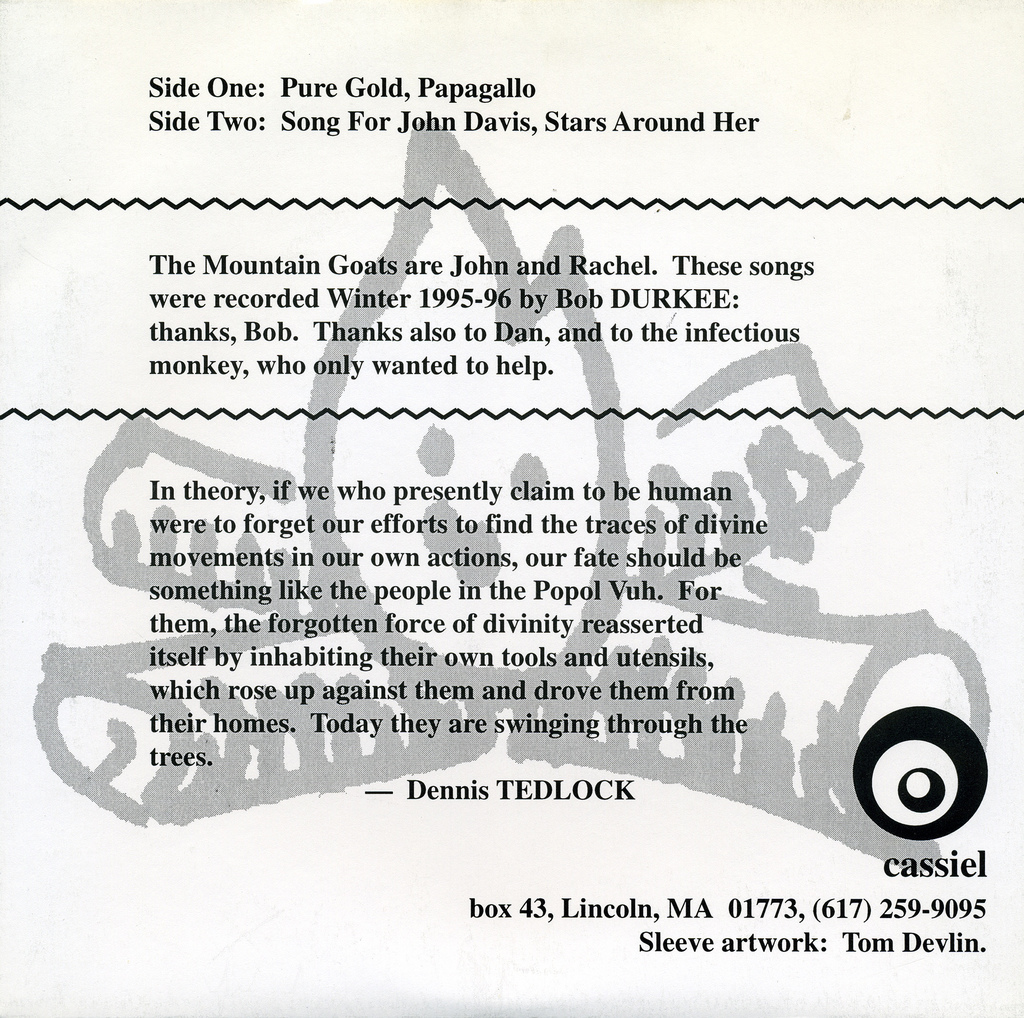 Side One:  Pure Gold, Papagallo
Side Two:  Song For John Davis, Stars Around Her
The Mountain Goats are John and Rachel.  These songs
were recorded Winter 1995-96 by Bob DURKEE:
thanks, Bob.  Thanks also to Dan, and to the infectious
monkey, who only wanted to help.
In theory, if we who presently claim to be human
were to forget our efforts to find the traces of divine
movements in our own actions, our fate should be
something like the people in the Popol Vuh.  For
them, the forgotten force of divinity reasserted
itself by inhabiting their own tools and utensils,
which rose up against them and drove them from
their homes.  Today they are swinging through the
trees.
—  Dennis TEDLOCK
cassiel
box 43, Lincoln, MA  01773, (617) 259-9095
Sleeve artwork:  Tom Devlin.